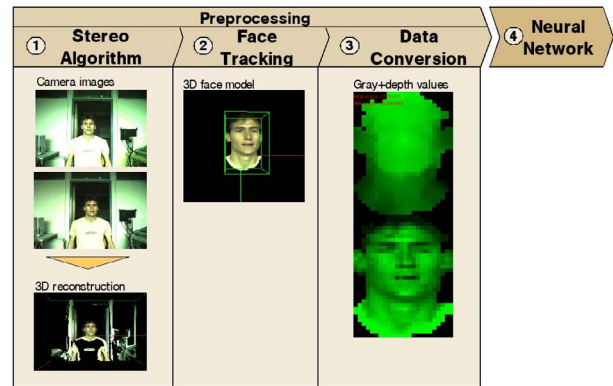 Preprocessing
1 Stereo Algorithm
2 Face Tracking
3 Data Conversion
4 Neural Network
Camera images
3D reconstruction
3D face model
Gray+depth values